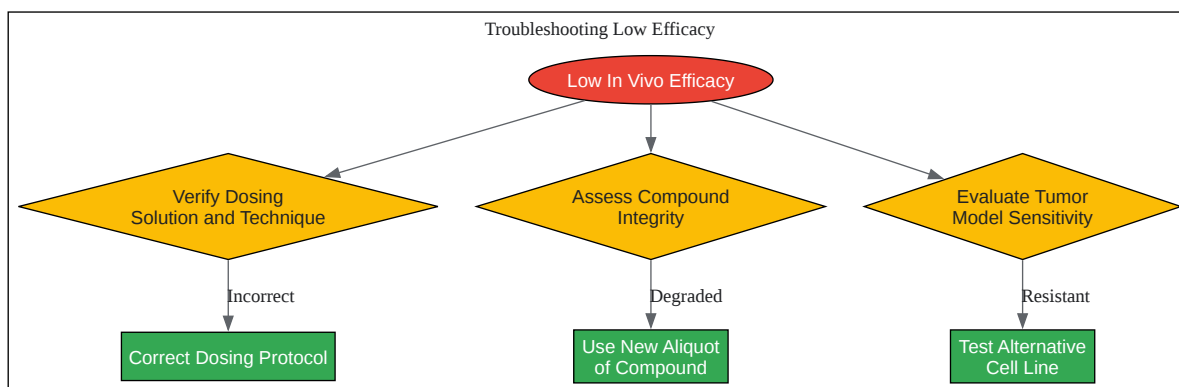 Troubleshooting Low Efficacy
Low In Vivo Efficacy
Verify Dosing
Solution and Technique
Assess Compound
Integrity
Evaluate Tumor
Model Sensitivity
Incorrect
Degraded
Resistant
Correct Dosing Protocol
Use New Aliquot
of Compound
Test Alternative
Cell Line